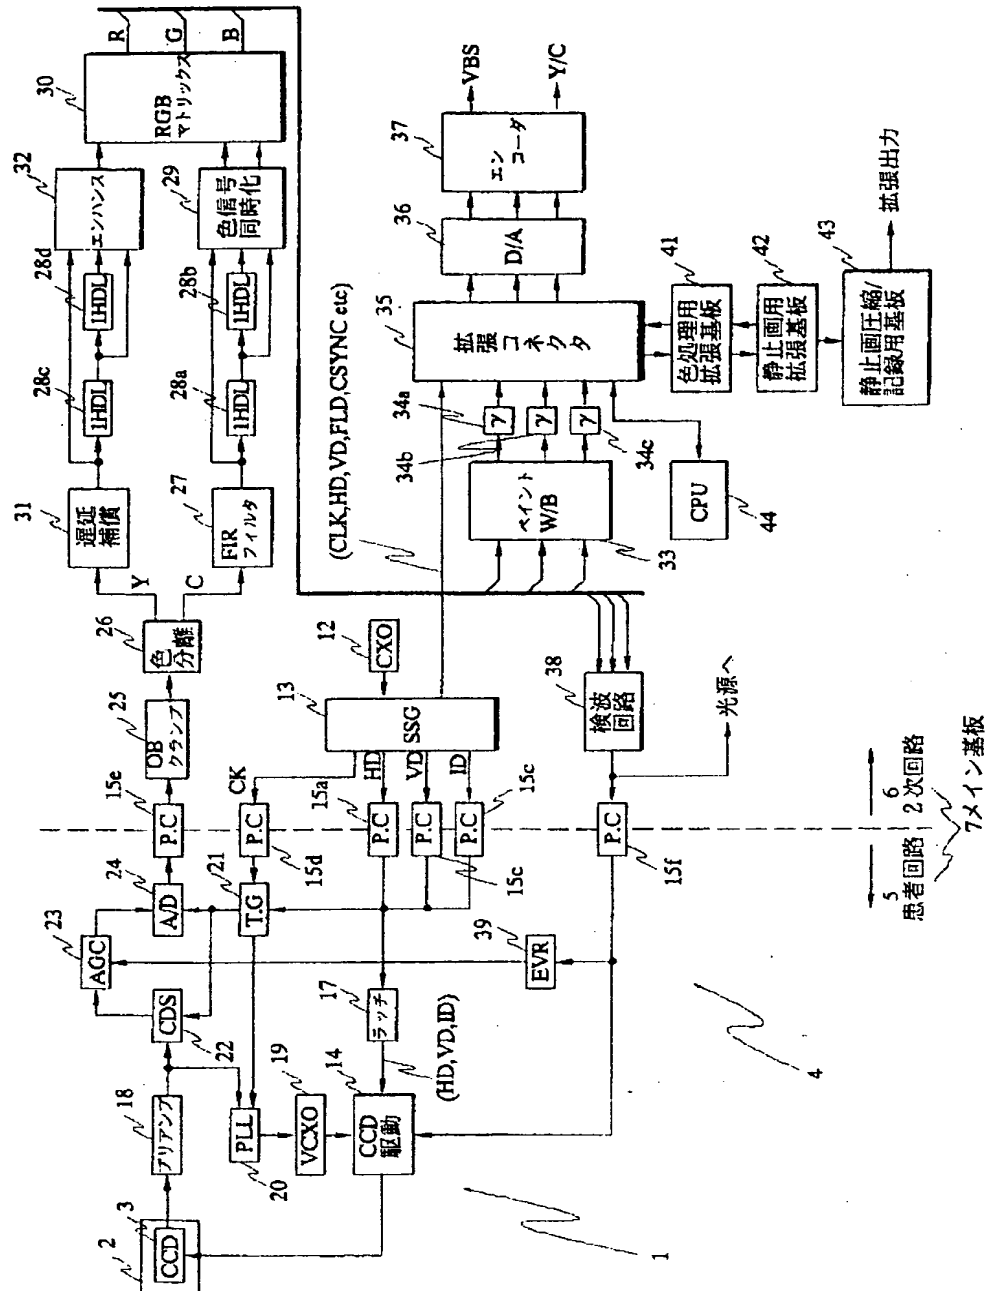 2
3
CCD
18
プリアンプ
22
CDS
23
AGC
24
A/D
15e
P.C
25
OB
クランプ
26
色
分離
Y
C
31
遅延
補償
27
FIR
フィルタ
28c
1HDL
28d
1HDL
28a
1HDL
28b
1HDL
32
エンハンス
29
色信号
同時化
30
RGB
マトリックス
R
G
B
20
PLL
19
VCXO
14
CCD
駆動
17
ラッチ
(HD,VD,ID)
21
T.G
15d
P.C
CK
15a
P.C
HD
P.C
15c
VD
P.C
15c
ID
13
SSG
12
CXO
(CLK,HD,VD,FLD,CSYNC etc)
33
ペイント
W/B
34a
γ
34b
γ
34c
γ
35
拡張
コネクタ
36
D/A
37
エン
コーダ
VBS
Y/C
39
EVR
15f
P.C
38
検波
回路
光源へ
44
CPU
41
色処理用
拡張基板
42
静止画用
拡張基板
43
静止画圧縮/
記録用基板
拡張出力
1
4
5
患者回路
6
2次回路
7メイン基板